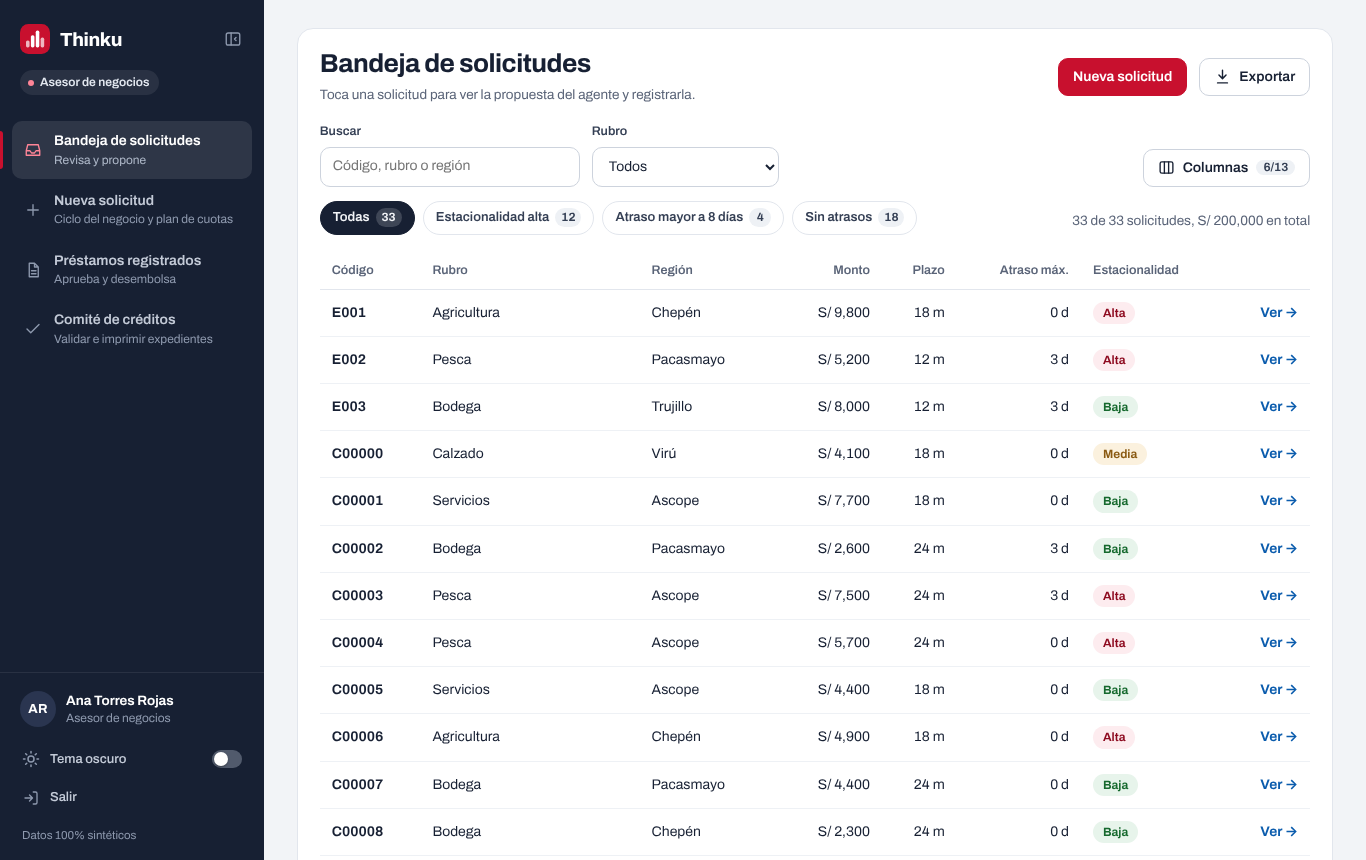 Thinku
Asesor de negocios
Bandeja de solicitudes
Revisa y propone
Nueva solicitud
Ciclo del negocio y plan de cuotas
Préstamos registrados
Aprueba y desembolsa
Comité de créditos
Validar e imprimir expedientes
AR
Ana Torres Rojas
Asesor de negocios
Tema oscuro
Salir
Datos 100% sintéticos
Bandeja de solicitudes
Toca una solicitud para ver la propuesta del agente y registrarla.
Nueva solicitud Exportar
Buscar Rubro
Código, rubro o región Todos Columnas 6/13
Todas 33 Estacionalidad alta 12 Atraso mayor a 8 días 4 Sin atrasos 18 33 de 33 solicitudes, S/ 200,000 en total
Código Rubro Región Monto Plazo Atraso máx. Estacionalidad
E001 Agricultura Chepén S/ 9,800 18 m 0 d Alta Ver →
E002 Pesca Pacasmayo S/ 5,200 12 m 3 d Alta Ver →
E003 Bodega Trujillo S/ 8,000 12 m 3 d Baja Ver →
C00000 Calzado Virú S/ 4,100 18 m 0 d Media Ver →
C00001 Servicios Ascope S/ 7,700 18 m 0 d Baja Ver →
C00002 Bodega Pacasmayo S/ 2,600 24 m 3 d Baja Ver →
C00003 Pesca Ascope S/ 7,500 24 m 3 d Alta Ver →
C00004 Pesca Ascope S/ 5,700 24 m 0 d Alta Ver →
C00005 Servicios Ascope S/ 4,400 18 m 0 d Baja Ver →
C00006 Agricultura Chepén S/ 4,900 18 m 0 d Alta Ver →
C00007 Bodega Pacasmayo S/ 4,400 24 m 0 d Baja Ver →
C00008 Bodega Chepén S/ 2,300 24 m 0 d Baja Ver →